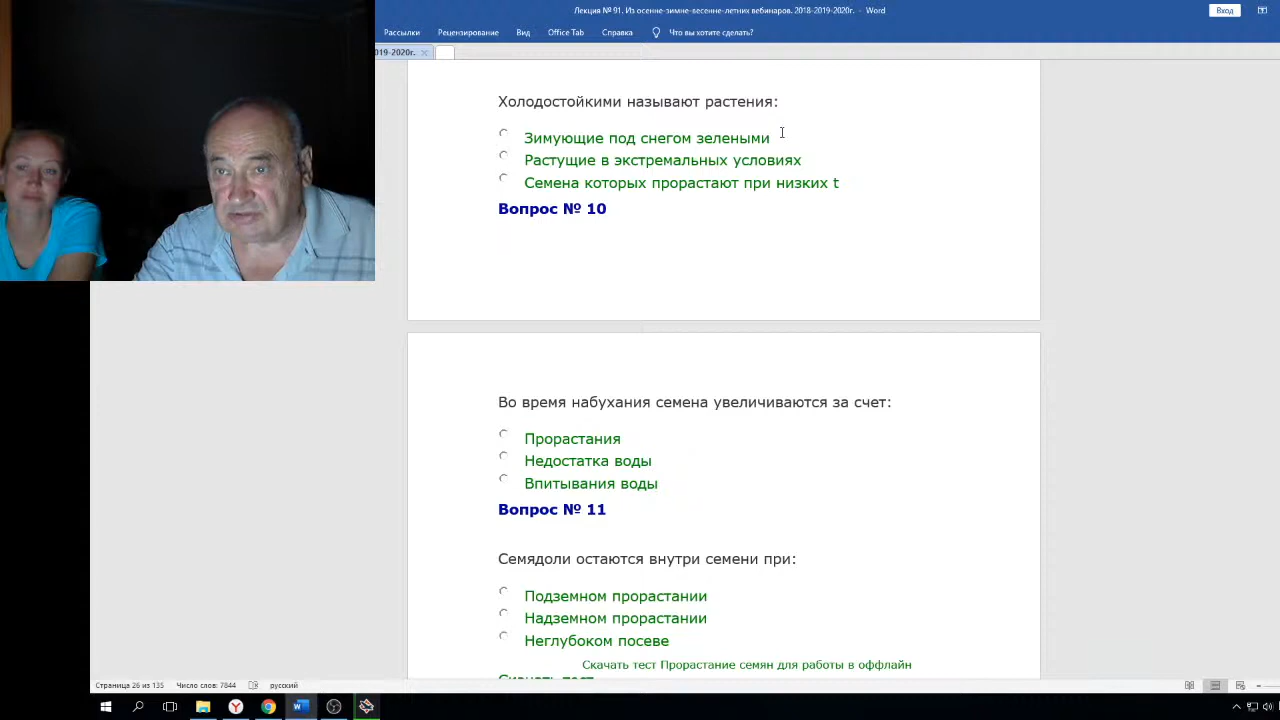 Лекция № 91. Из осенне-зимне-весенне-летних вебинаров. 2018-2019-2020г. - Word
Вход
Рассылки Рецензирование Вид Office Tab Справка Что вы хотите сделать?
019-2020г.
Холодостойкими называют растения:
Зимующие под снегом зелеными
Растущие в экстремальных условиях
Семена которых прорастают при низких t
Вопрос № 10
Во время набухания семена увеличиваются за счет:
Прорастания
Недостатка воды
Впитывания воды
Вопрос № 11
Семядоли остаются внутри семени при:
Подземном прорастании
Надземном прорастании
Неглубоком посеве
Скачать тест Прорастание семян для работы в оффлайн
Скачать тест
Страница 26 из 135 Число слов: 7844 русский